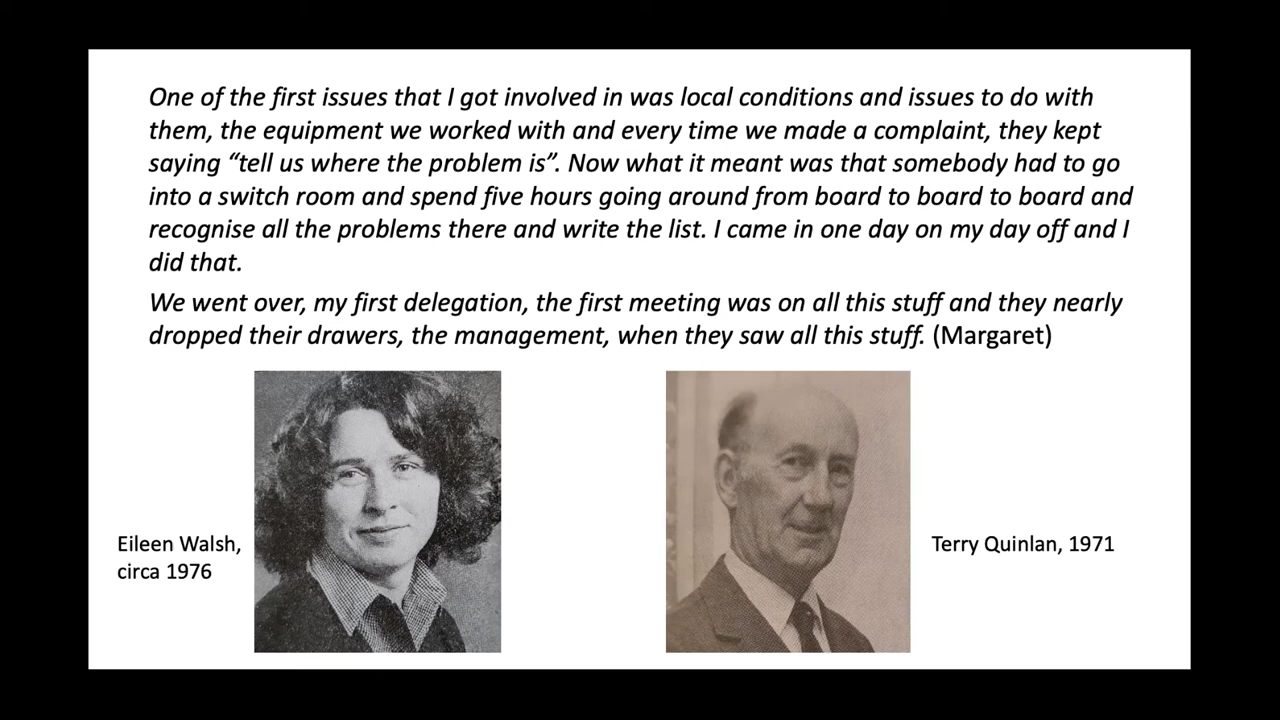 One of the first issues that I got involved in was local conditions and issues to do with
them, the equipment we worked with and every time we made a complaint, they kept
saying “tell us where the problem is”. Now what it meant was that somebody had to go
into a switch room and spend five hours going around from board to board to board and
recognise all the problems there and write the list. I came in one day on my day off and I
did that.
We went over, my first delegation, the first meeting was on all this stuff and they nearly
dropped their drawers, the management, when they saw all this stuff. (Margaret)
Eileen Walsh,
circa 1976
Terry Quinlan, 1971